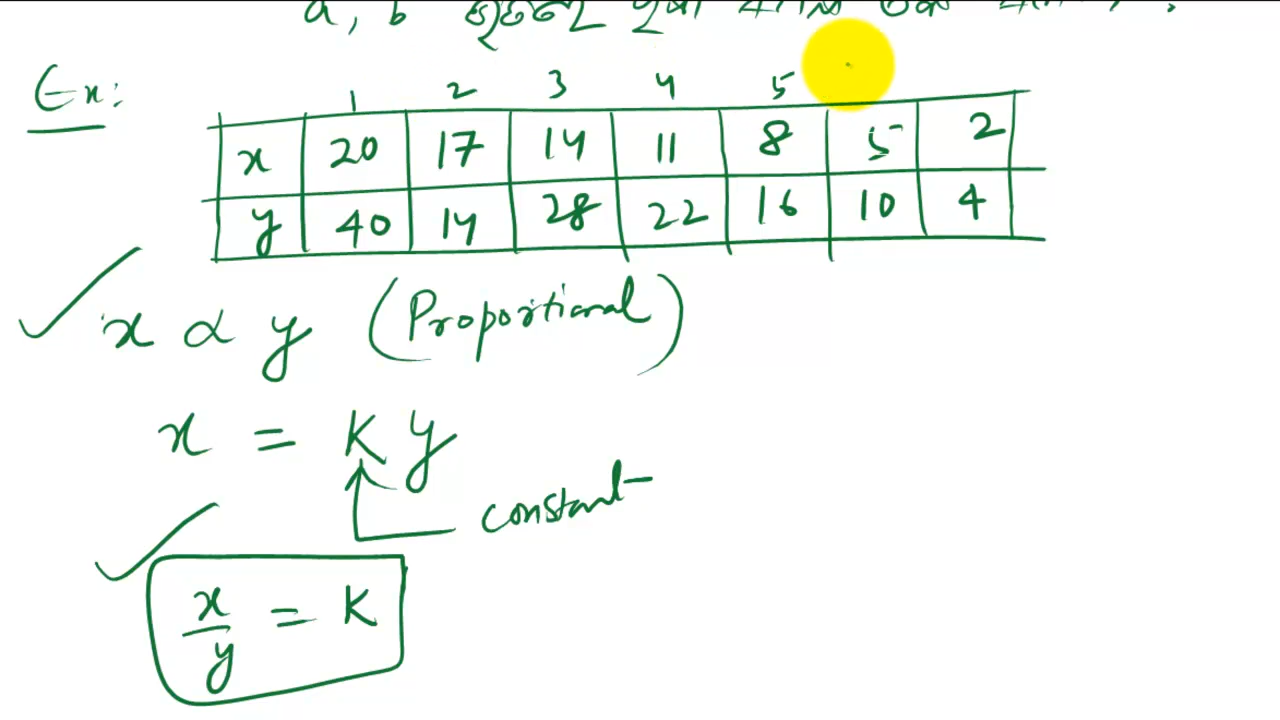 a, b
Ex:
1 2 3 4 5
x 20 17 14 11 8 5 2
y 40 14 28 22 16 10 4
x ∝ y (Proportional)
x = K y
constant
x/y = K